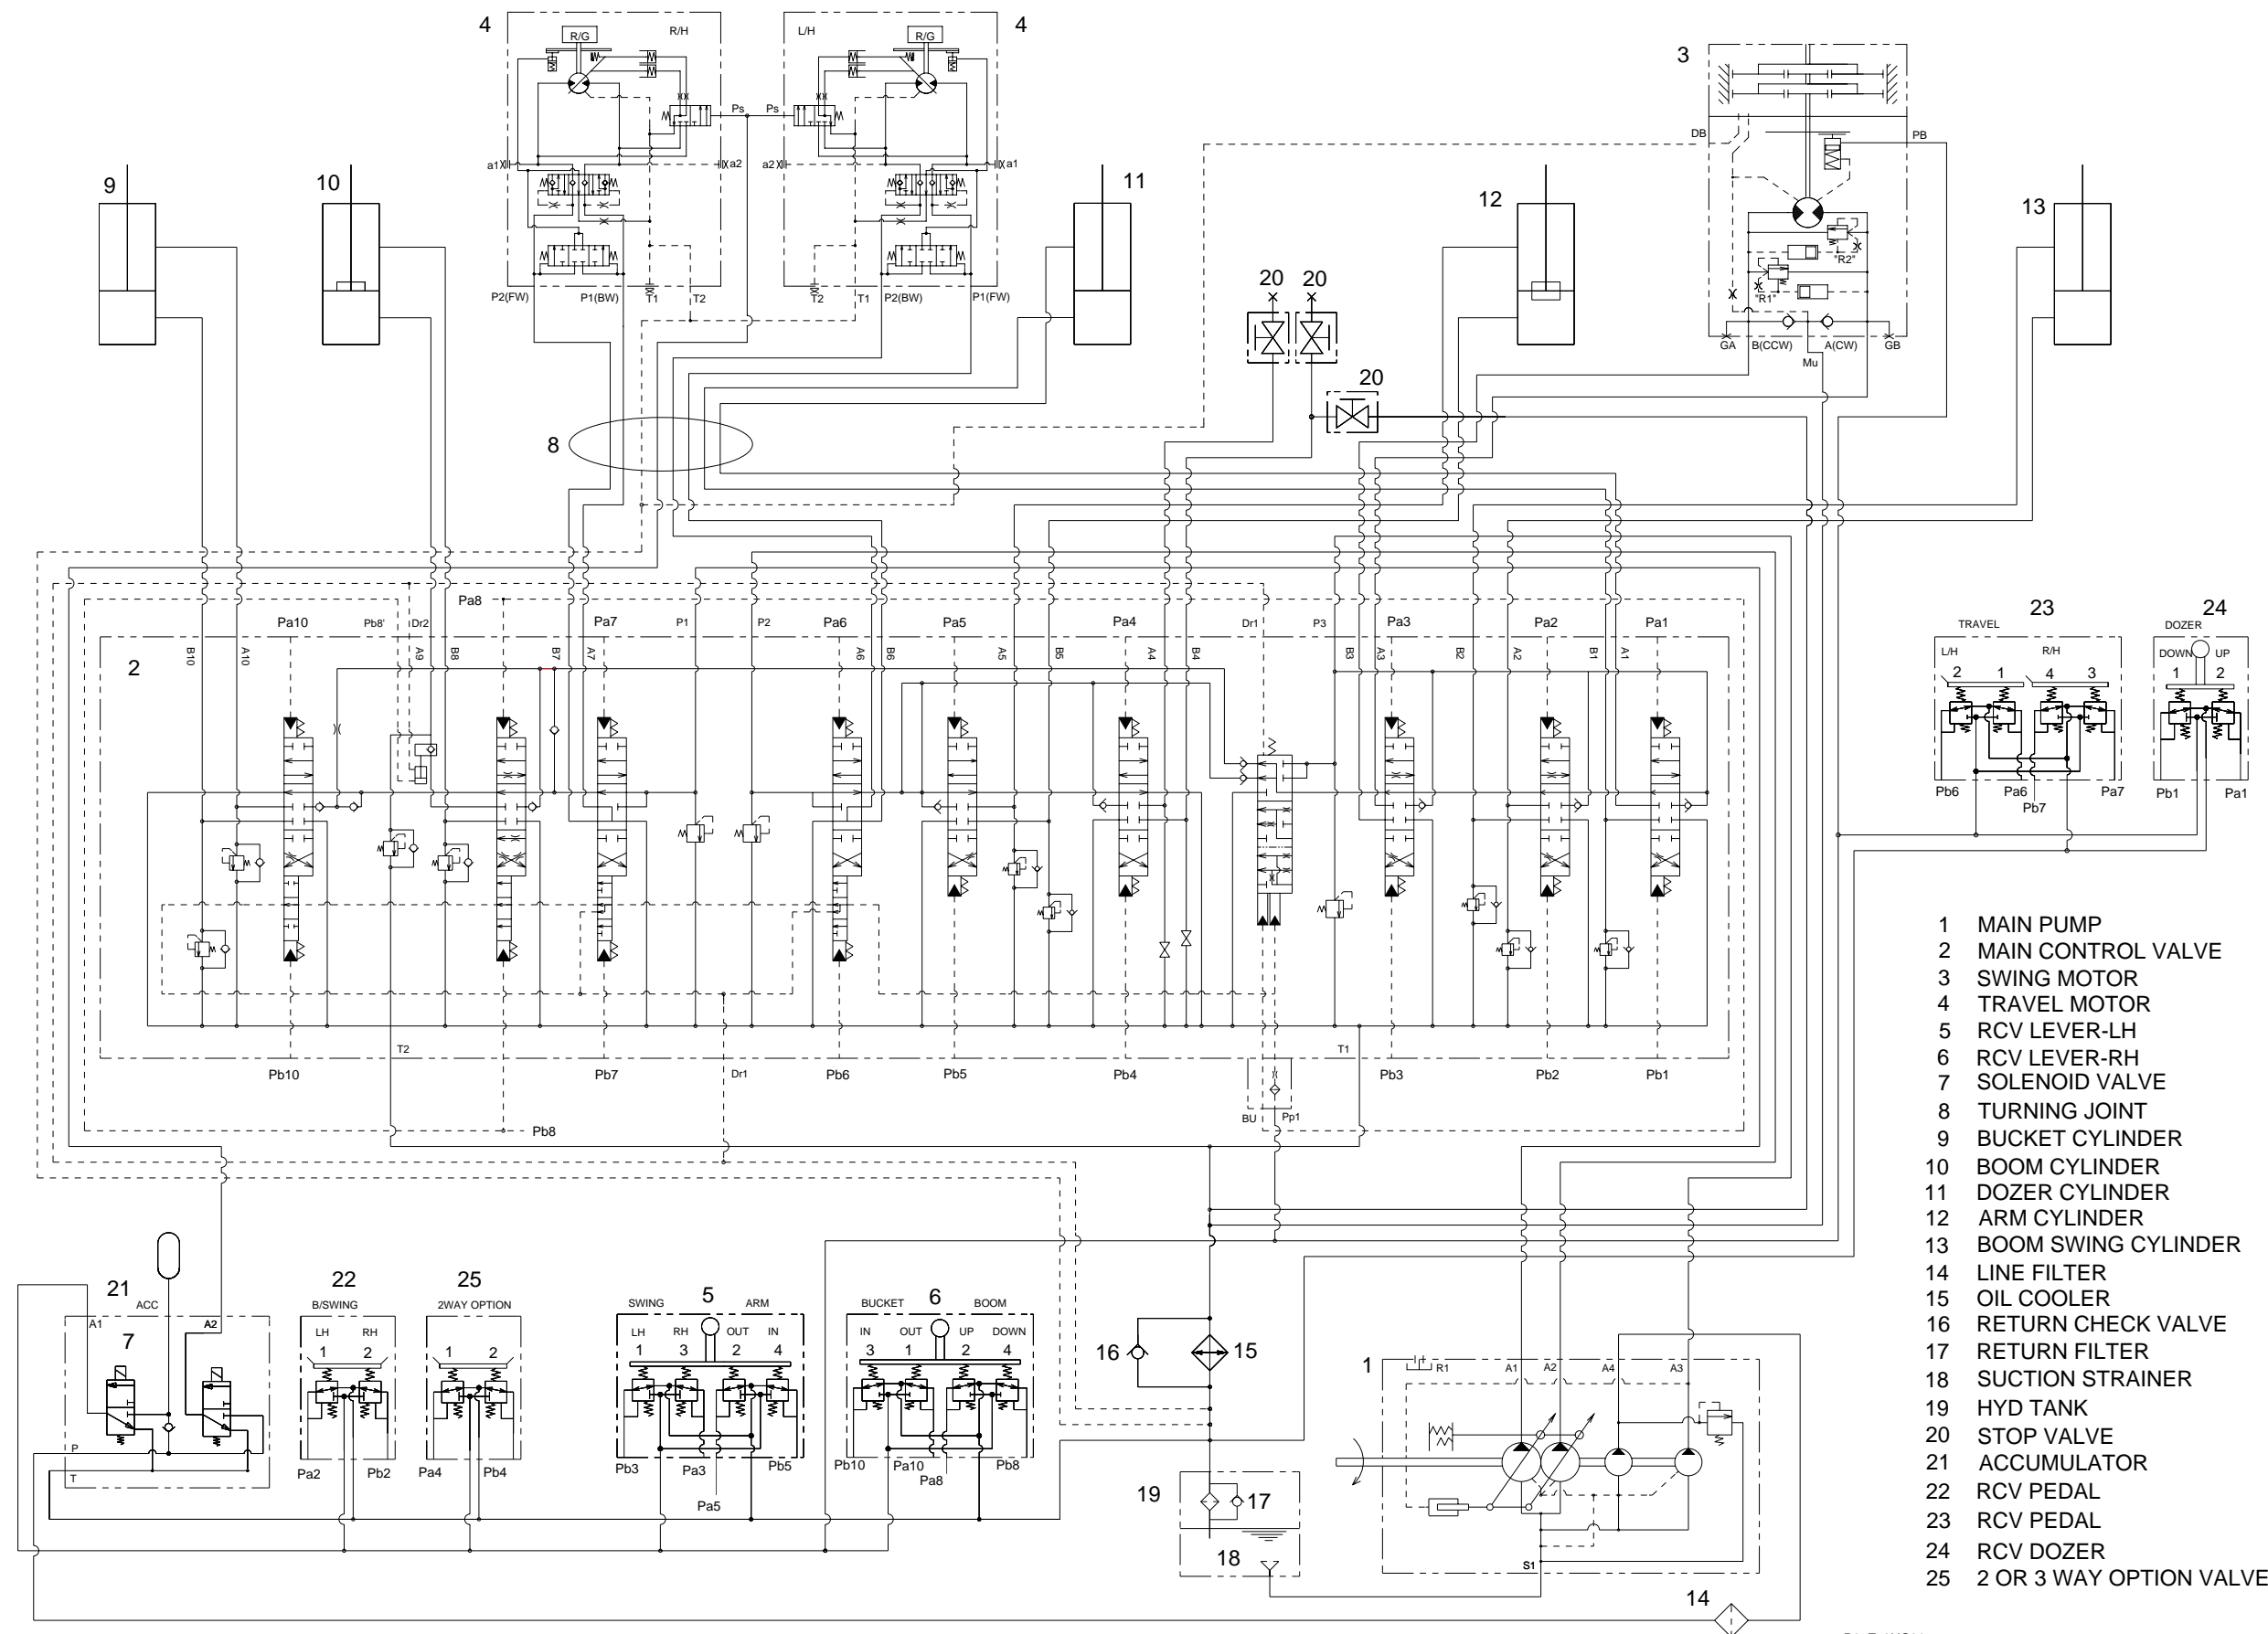 4
R/G
R/H
L/H
R/G
4
3
Ps
Ps
DB
PB
a1
a2
a2
a1
9
10
11
12
13
"R2"
"R1"
20
20
P2(FW)
P1(BW)
T1
T2
T2
T1
P2(BW)
P1(FW)
GA
B(CCW)
A(CW)
GB
Mu
20
8
Pa8
23
24
Pa10
Pb8'
Dr2
Pa7
P1
P2
Pa6
Pa5
Pa4
Dr1
P3
Pa3
Pa2
Pa1
TRAVEL
DOZER
2
B10
A10
A9
B8
B7
A7
A6
B6
A5
B5
A4
B4
B3
A3
B2
A2
B1
A1
L/H
R/H
DOWN
UP
2
1
4
3
1
2
Pb6
Pa6
Pb7
Pa7
Pb1
Pa1
T2
T1
Pb10
Pb7
Dr1
Pb6
Pb5
Pb4
Pb3
Pb2
Pb1
BU
Pp1
Pb8
1 MAIN PUMP
2 MAIN CONTROL VALVE
3 SWING MOTOR
4 TRAVEL MOTOR
5 RCV LEVER-LH
6 RCV LEVER-RH
7 SOLENOID VALVE
8 TURNING JOINT
9 BUCKET CYLINDER
10 BOOM CYLINDER
11 DOZER CYLINDER
12 ARM CYLINDER
13 BOOM SWING CYLINDER
14 LINE FILTER
15 OIL COOLER
16 RETURN CHECK VALVE
17 RETURN FILTER
18 SUCTION STRAINER
19 HYD TANK
20 STOP VALVE
21 ACCUMULATOR
22 RCV PEDAL
23 RCV PEDAL
24 RCV DOZER
25 2 OR 3 WAY OPTION VALVE
21
ACC
A1
A2
7
P
T
22
B/SWING
LH
RH
1
2
Pa2
Pb2
25
2WAY OPTION
1
2
Pa4
Pb4
5
SWING
ARM
LH
RH
OUT
IN
1
3
2
4
Pb3
Pa3
Pb5
Pa5
6
BUCKET
BOOM
IN
OUT
UP
DOWN
3
1
2
4
Pb10
Pa10
Pb8
Pa8
16
15
19
17
18
1
R1
A1
A2
A4
A3
S1
14